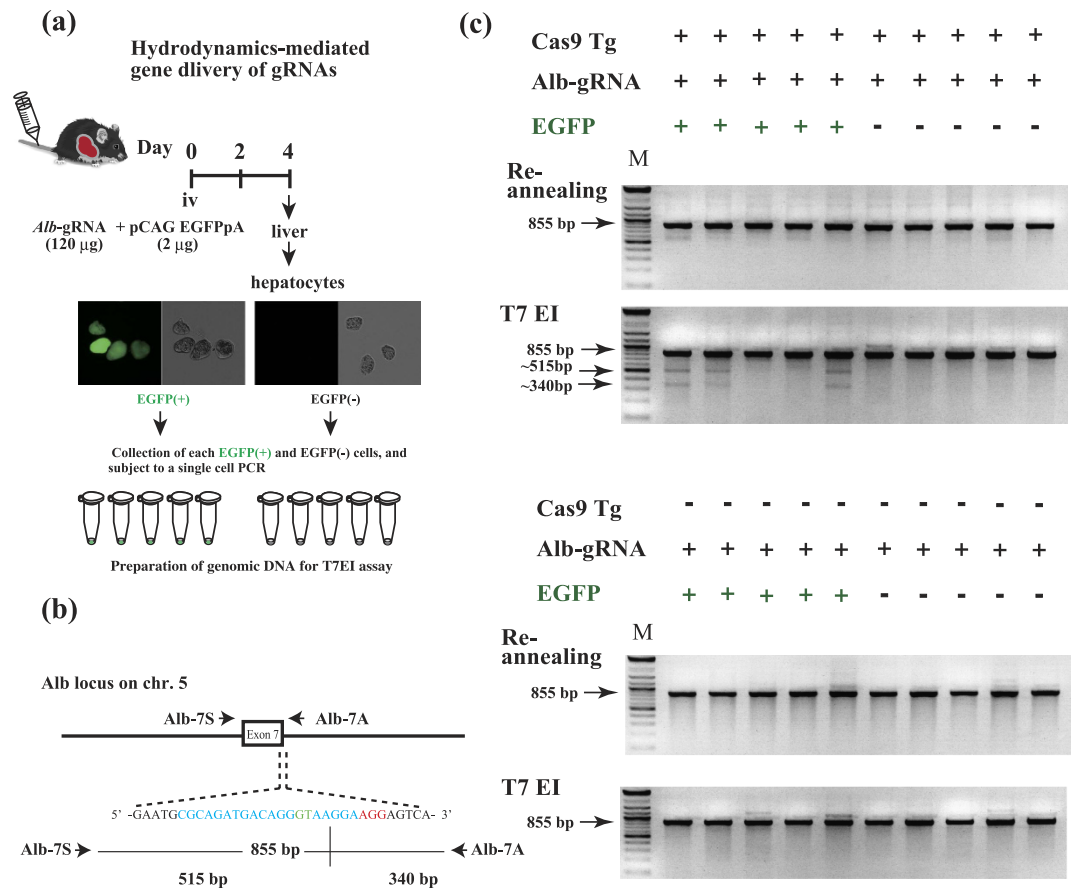 (a)
Hydrodynamics-mediated
gene dlivery of gRNAs
Day 0 2 4
iv
Alb-gRNA + pCAG EGFPpA
(120 μg) (2 μg)
liver
hepatocytes
EGFP(+) EGFP(-)
Collection of each EGFP(+) and EGFP(-) cells, and
subject to a single cell PCR
Preparation of genomic DNA for T7EI assay
(b)
Alb locus on chr. 5
Alb-7S Exon 7 Alb-7A
5' -GAATGCGCAGATGACAGGGTAAGGAAGGAGTCA- 3'
Alb-7S 855 bp Alb-7A
515 bp 340 bp
(c)
Cas9 Tg + + + + + + + + + +
Alb-gRNA + + + + + + + + + +
EGFP + + + + + - - - - -
M
Re-
annealing
855 bp
T7 EI
855 bp
~515bp
~340bp
Cas9 Tg - - - - - - - - - -
Alb-gRNA + + + + + + + + + +
EGFP + + + + + - - - - -
M
Re-
annealing
855 bp
T7 EI
855 bp